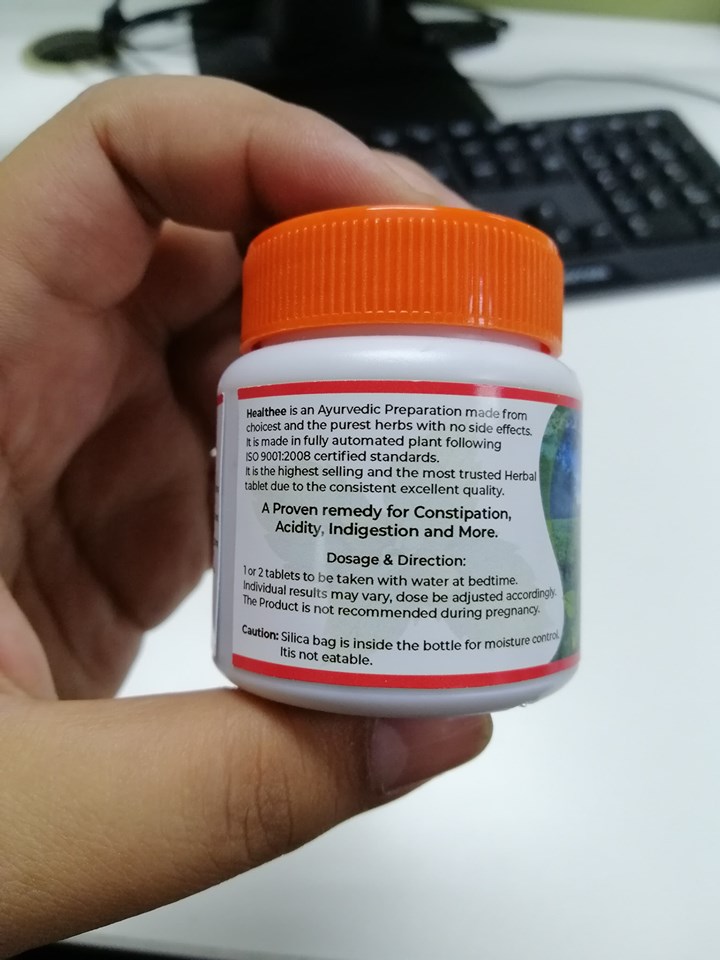 Healthee is an Ayurvedic Preparation made from
choicest and the purest herbs with no side effects.
It is made in fully automated plant following
ISO 9001:2008 certified standards.
It is the highest selling and the most trusted Herbal
tablet due to the consistent excellent quality.
A Proven remedy for Constipation,
Acidity, Indigestion and More.
Dosage & Direction:
1 or 2 tablets to be taken with water at bedtime.
Individual results may vary, dose be adjusted accordingly.
The Product is not recommended during pregnancy.
Caution: Silica bag is inside the bottle for moisture control.
Itis not eatable.